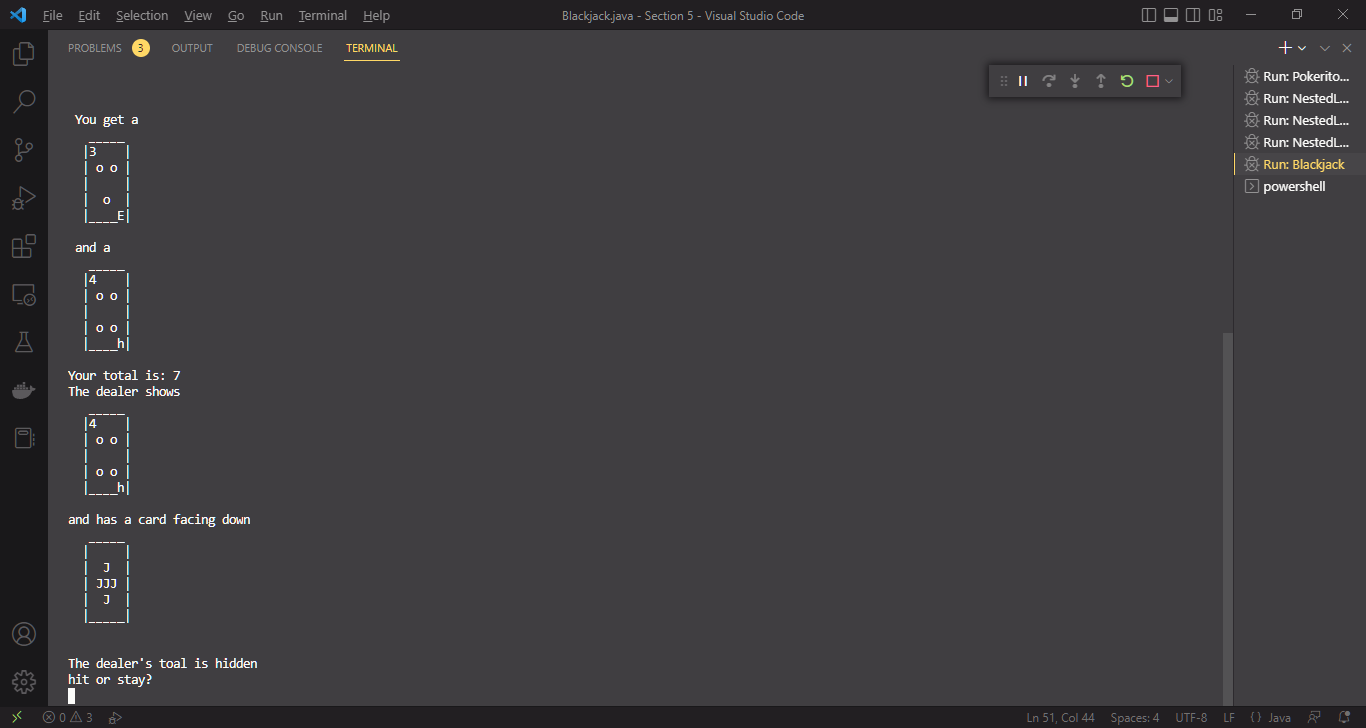 File Edit Selection View Go Run Terminal Help Blackjack.java - Section 5 - Visual Studio Code
PROBLEMS 3 OUTPUT DEBUG CONSOLE TERMINAL
Run: Pokerito...
Run: NestedL...
Run: NestedL...
Run: NestedL...
Run: Blackjack
powershell
You get a
  _____
 |3    |
 | o o |
 |     |
 |  o  |
 |____E|
and a
  _____
 |4    |
 | o o |
 |     |
 | o o |
 |____h|
Your total is: 7
The dealer shows
  _____
 |4    |
 | o o |
 |     |
 | o o |
 |____h|
and has a card facing down
  _____
 |     |
 |  J  |
 | JJJ |
 |  J  |
 |_____|
The dealer's toal is hidden
hit or stay?
0 3 Ln 51, Col 44 Spaces: 4 UTF-8 LF {} Java